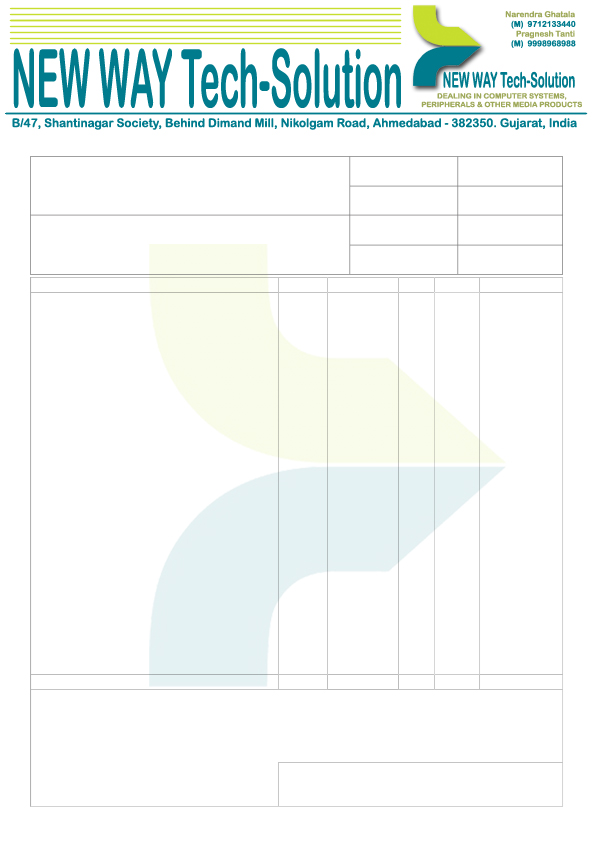 Narendra Ghatala
(M) 9712133440
Pragnesh Tanti
(M) 9998968988
NEW WAY Tech-Solution
NEW WAY Tech-Solution
DEALING IN COMPUTER SYSTEMS,
PERIPHERALS & OTHER MEDIA PRODUCTS
B/47, Shantinagar Society, Behind Dimand Mill, Nikolgam Road, Ahmedabad - 382350. Gujarat, India